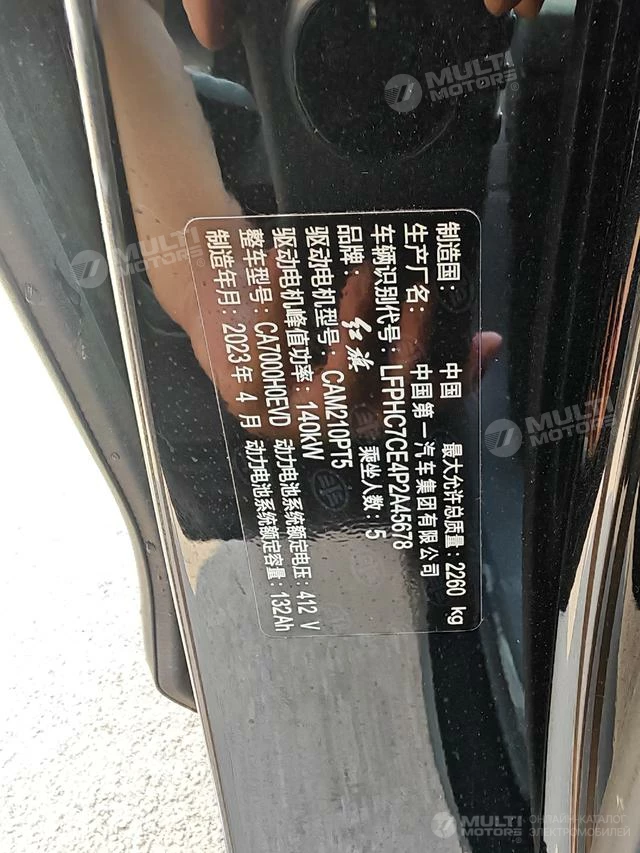 制造国： 中国 最大允许总质量：2260 kg
生产厂名： 中国第一汽车集团有限公司
车辆识别代号：LFPHC7CE4P2A45678
品牌： 红旗 乘坐人数：5
驱动电机型号：CAM210PT5
驱动电机峰值功率：140kW 动力电池系统额定电压：412 V
整车型号：CA7000H0EVD 动力电池系统额定容量：132Ah
制造年月：2023 年 4 月
MULTI MOTORS®
MULTI MOTORS®
MULTI MOTORS
MULTI MOTORS® ОНЛАЙН-КАТАЛОГ ЭЛЕКТРОМОБИЛЕЙ